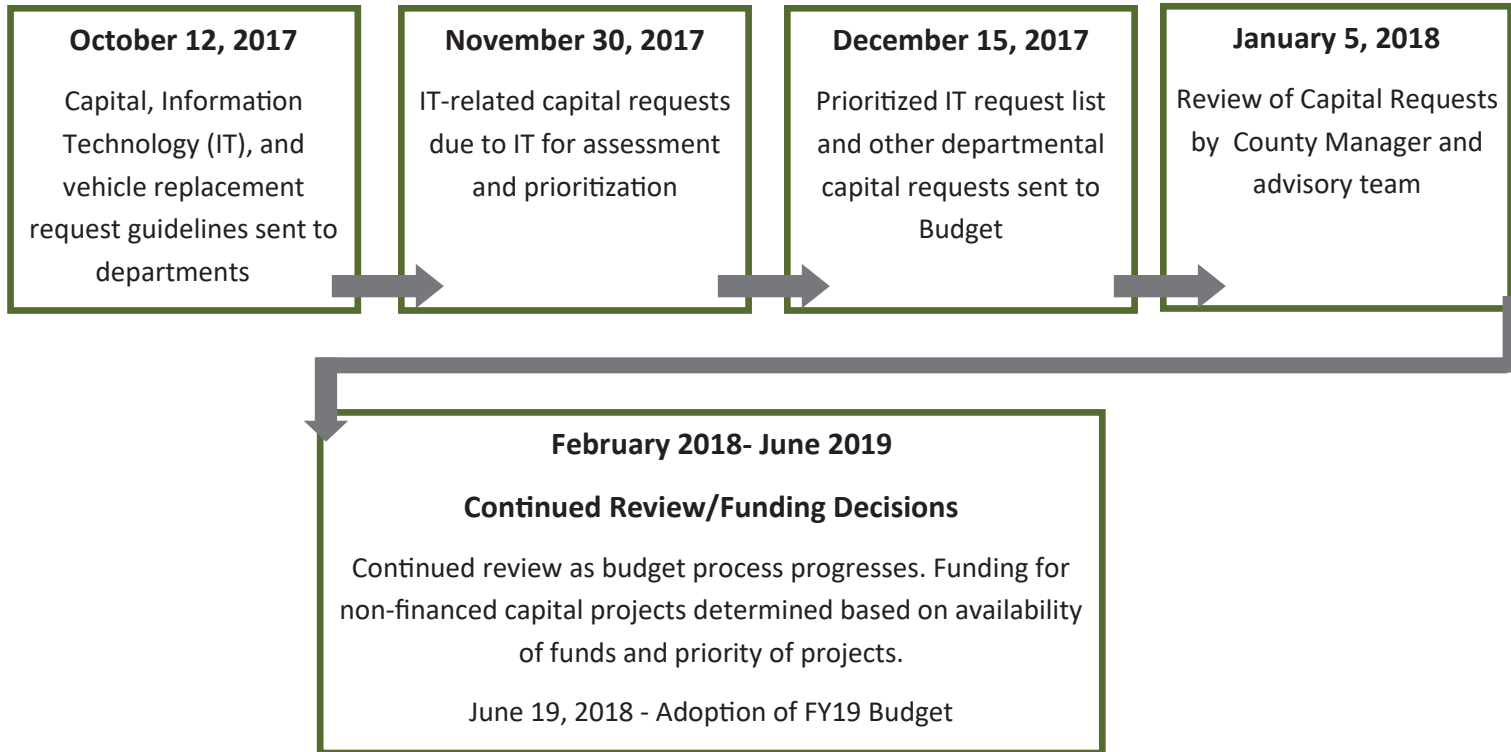 October 12, 2017
Capital, Information
Technology (IT), and
vehicle replacement
request guidelines sent to
departments
November 30, 2017
IT-related capital requests
due to IT for assessment
and prioritization
December 15, 2017
Prioritized IT request list
and other departmental
capital requests sent to
Budget
January 5, 2018
Review of Capital Requests
by County Manager and
advisory team
February 2018- June 2019
Continued Review/Funding Decisions
Continued review as budget process progresses. Funding for
non-financed capital projects determined based on availability
of funds and priority of projects.
June 19, 2018 - Adoption of FY19 Budget